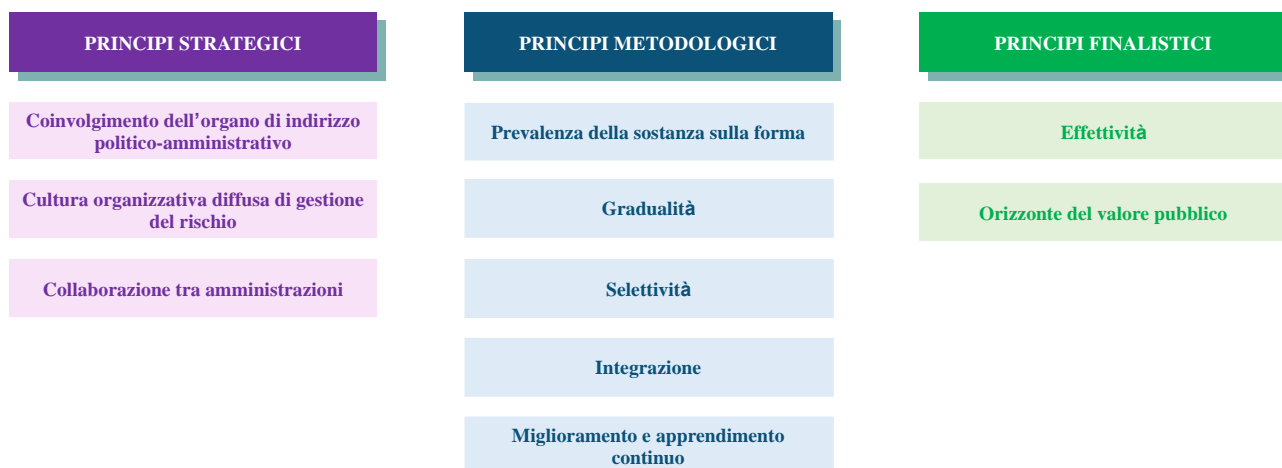 PRINCIPI STRATEGICI
Coinvolgimento dell'organo di indirizzo
politico-amministrativo
Cultura organizzativa diffusa di gestione
del rischio
Collaborazione tra amministrazioni
PRINCIPI METODOLOGICI
Prevalenza della sostanza sulla forma
Gradualità
Selettività
Integrazione
Miglioramento e apprendimento
continuo
PRINCIPI FINALISTICI
Effettività
Orizzonte del valore pubblico